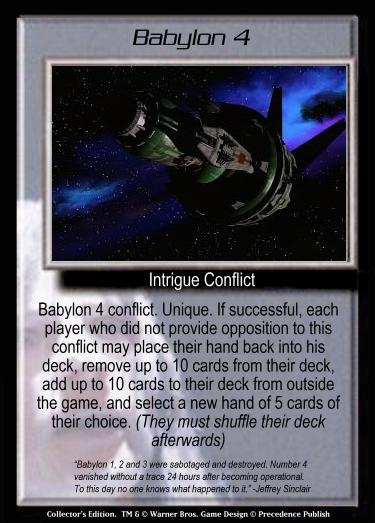 Babylon 4
Intrigue Conflict
Babylon 4 conflict. Unique. If successful, each
player who did not provide opposition to this
conflict may place their hand back into his
deck, remove up to 10 cards from their deck,
add up to 10 cards to their deck from outside
the game, and select a new hand of 5 cards of
their choice. (They must shuffle their deck
afterwards)
"Babylon 1, 2 and 3 were sabotaged and destroyed. Number 4
vanished without a trace 24 hours after becoming operational.
To this day no one knows what happened to it." -Jeffrey Sinclair
Collector's Edition. TM & © Warner Bros. Game Design © Precedence Publish